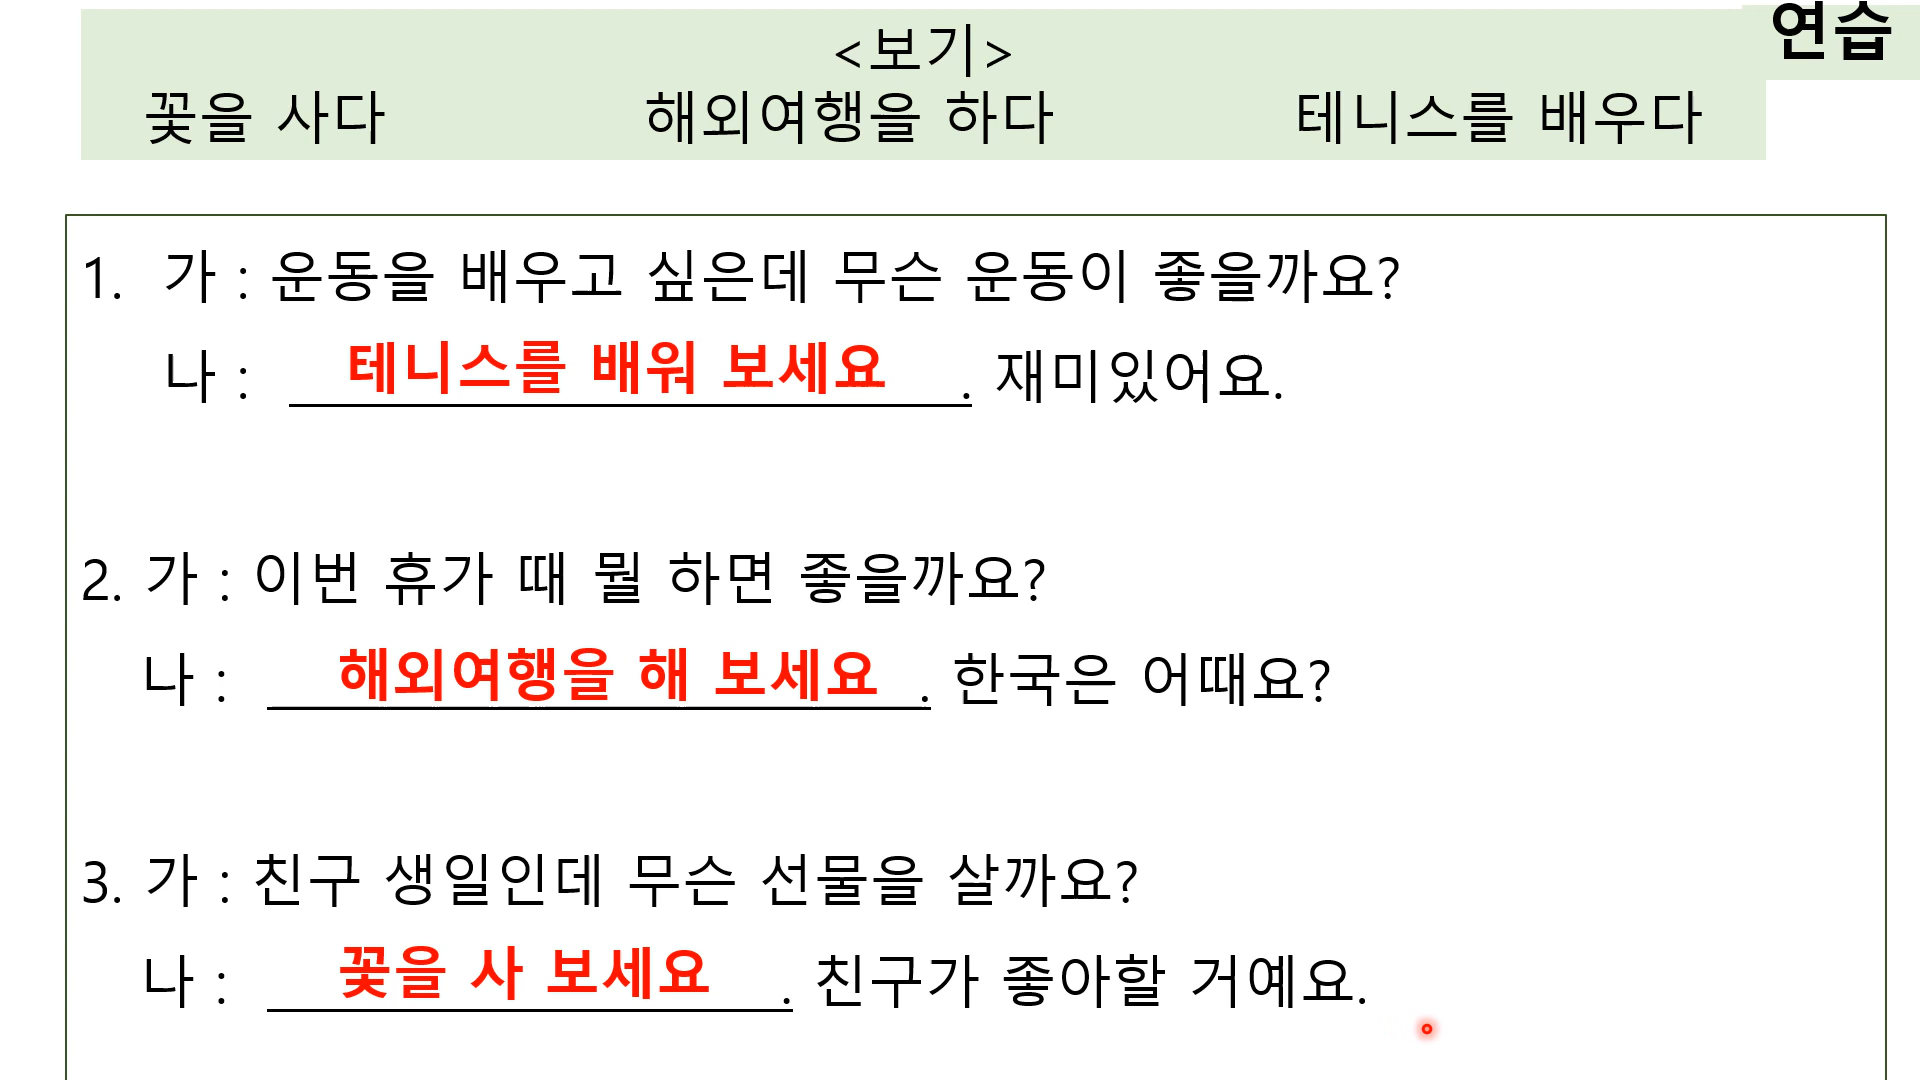 연습
<보기>
꽃을 사다 해외여행을 하다 테니스를 배우다
1. 가 : 운동을 배우고 싶은데 무슨 운동이 좋을까요?
나 : 테니스를 배워 보세요. 재미있어요.
2. 가 : 이번 휴가 때 뭘 하면 좋을까요?
나 : 해외여행을 해 보세요. 한국은 어때요?
3. 가 : 친구 생일인데 무슨 선물을 살까요?
나 : 꽃을 사 보세요. 친구가 좋아할 거예요.